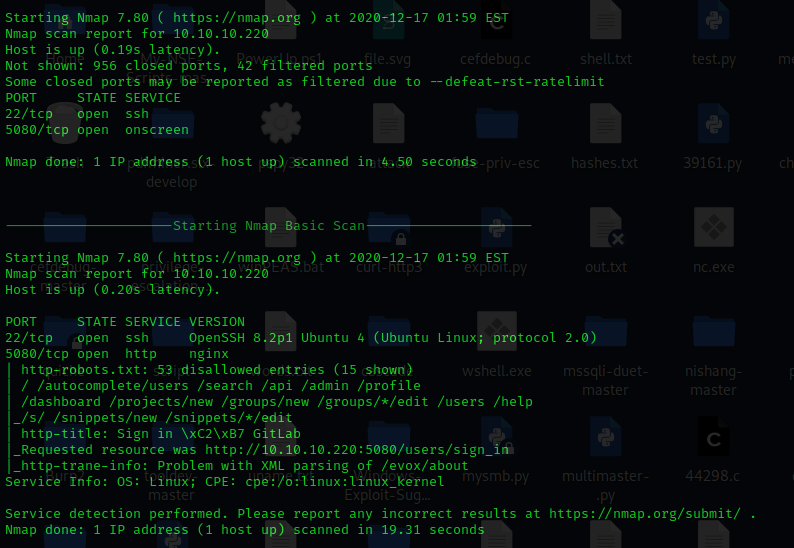 Starting Nmap 7.80 ( https://nmap.org ) at 2020-12-17 01:59 EST
Nmap scan report for 10.10.10.220
Host is up (0.19s latency).
Not shown: 956 closed ports, 42 filtered ports
Some closed ports may be reported as filtered due to --defeat-rst-ratelimit
PORT     STATE SERVICE
22/tcp   open  ssh
5080/tcp open  onscreen
Nmap done: 1 IP address (1 host up) scanned in 4.50 seconds
---------------------Starting Nmap Basic Scan---------------------
Starting Nmap 7.80 ( https://nmap.org ) at 2020-12-17 01:59 EST
Nmap scan report for 10.10.10.220
Host is up (0.20s latency).
PORT     STATE SERVICE VERSION
22/tcp   open  ssh     OpenSSH 8.2p1 Ubuntu 4 (Ubuntu Linux; protocol 2.0)
5080/tcp open  http    nginx
| http-robots.txt: 53 disallowed entries (15 shown)
| / /autocomplete/users /search /api /admin /profile
| /dashboard /projects/new /groups/new /groups/*/edit /users /help
|_/s/ /snippets/new /snippets/*/edit
| http-title: Sign in \xC2\xB7 GitLab
|_Requested resource was http://10.10.10.220:5080/users/sign_in
|_http-trane-info: Problem with XML parsing of /evox/about
Service Info: OS: Linux; CPE: cpe:/o:linux:linux_kernel
Service detection performed. Please report any incorrect results at https://nmap.org/submit/ .
Nmap done: 1 IP address (1 host up) scanned in 19.31 seconds
Home
PowerUp.ps1
file.svg
cefdebug.c
shell.txt
test.py
develop
hashes.txt
39161.py
curl-http3
exploit.py
out.txt
nc.exe
wshell.exe
mssqli-duet-
master
nishang-
master
Exploit-Sug...
mysmb.py
multimaster-
.py
44298.c